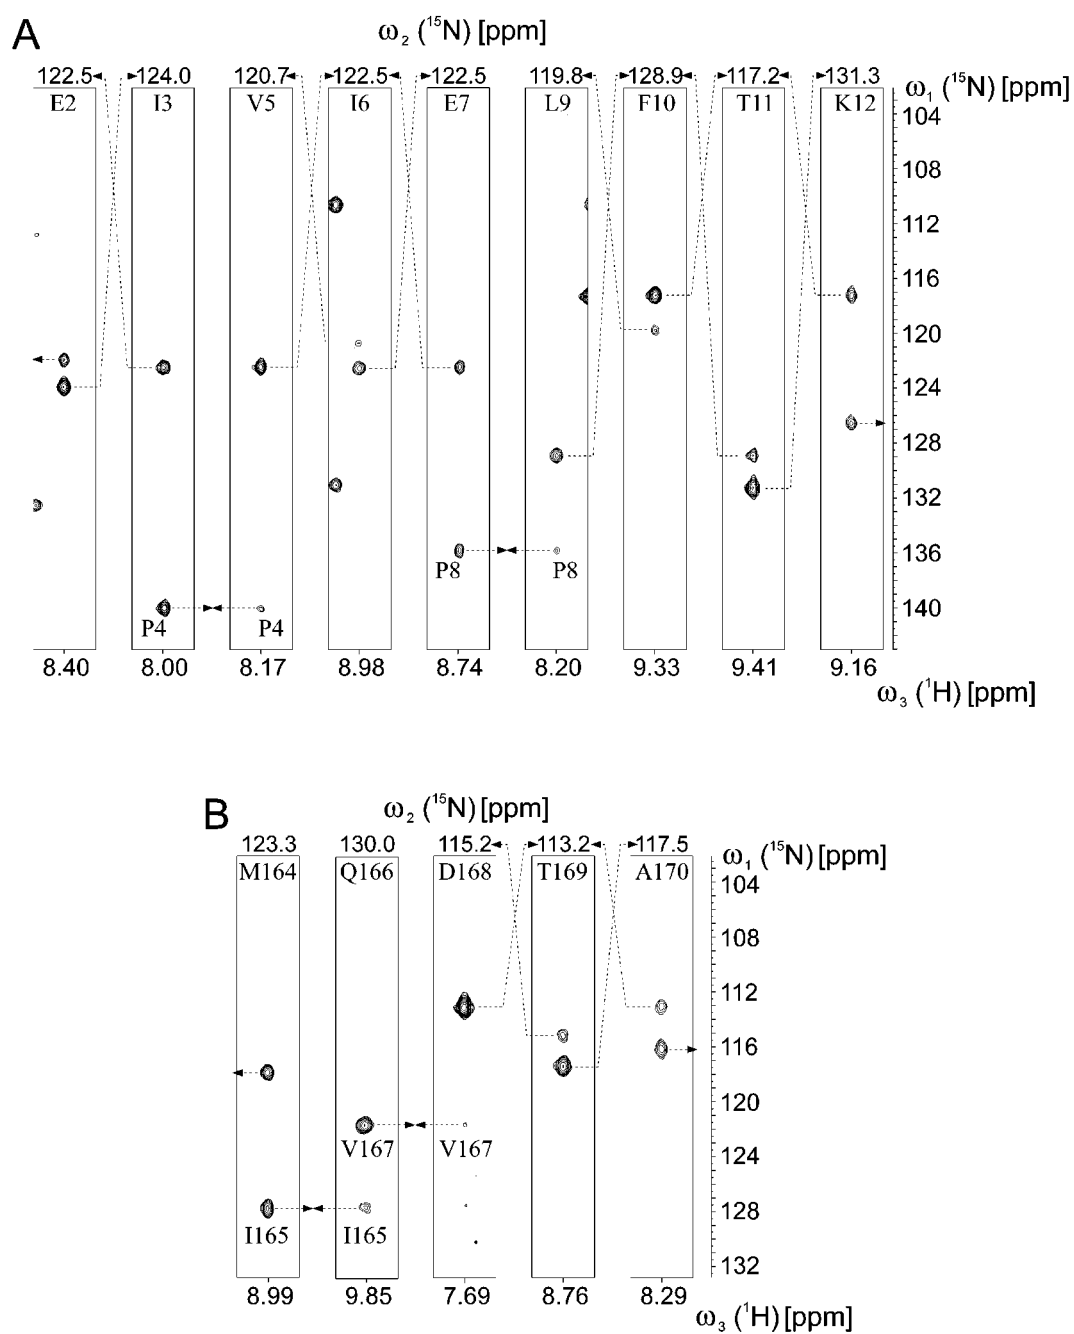 A
ω2 (15N) [ppm]
122.5 124.0 120.7 122.5 122.5 119.8 128.9 117.2 131.3
E2 I3 V5 I6 E7 L9 F10 T11 K12
ω1 (15N) [ppm]
104
108
112
116
120
124
128
132
136
140
P8 P8
P4 P4
8.40 8.00 8.17 8.98 8.74 8.20 9.33 9.41 9.16
ω3 (1H) [ppm]
B
ω2 (15N) [ppm]
123.3 130.0 115.2 113.2 117.5
M164 Q166 D168 T169 A170
ω1 (15N) [ppm]
104
108
112
116
120
124
128
132
V167 V167
I165 I165
8.99 9.85 7.69 8.76 8.29
ω3 (1H) [ppm]